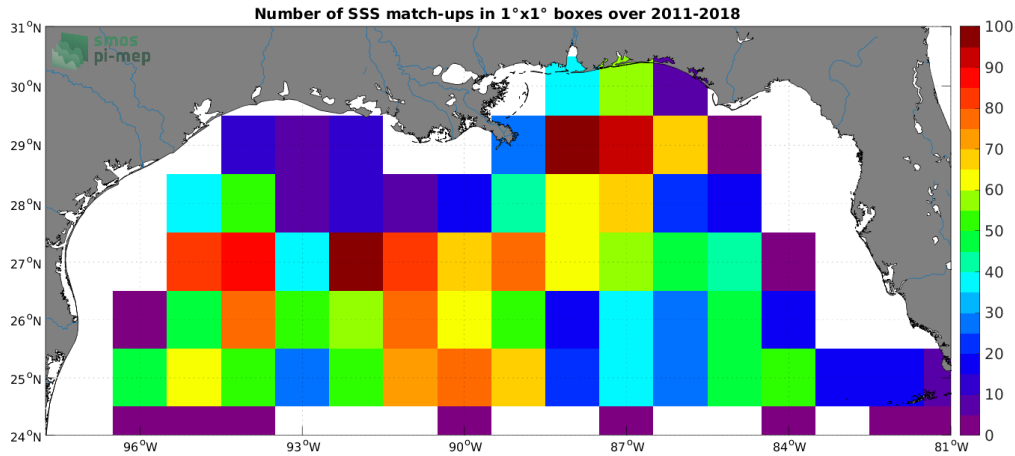 Number of SSS match-ups in 1°x1° boxes over 2011-2018
smos
pi-mep
31°N
30°N
29°N
28°N
27°N
26°N
25°N
24°N
96°W
93°W
90°W
87°W
84°W
81°W
100
90
80
70
60
50
40
30
20
10
0